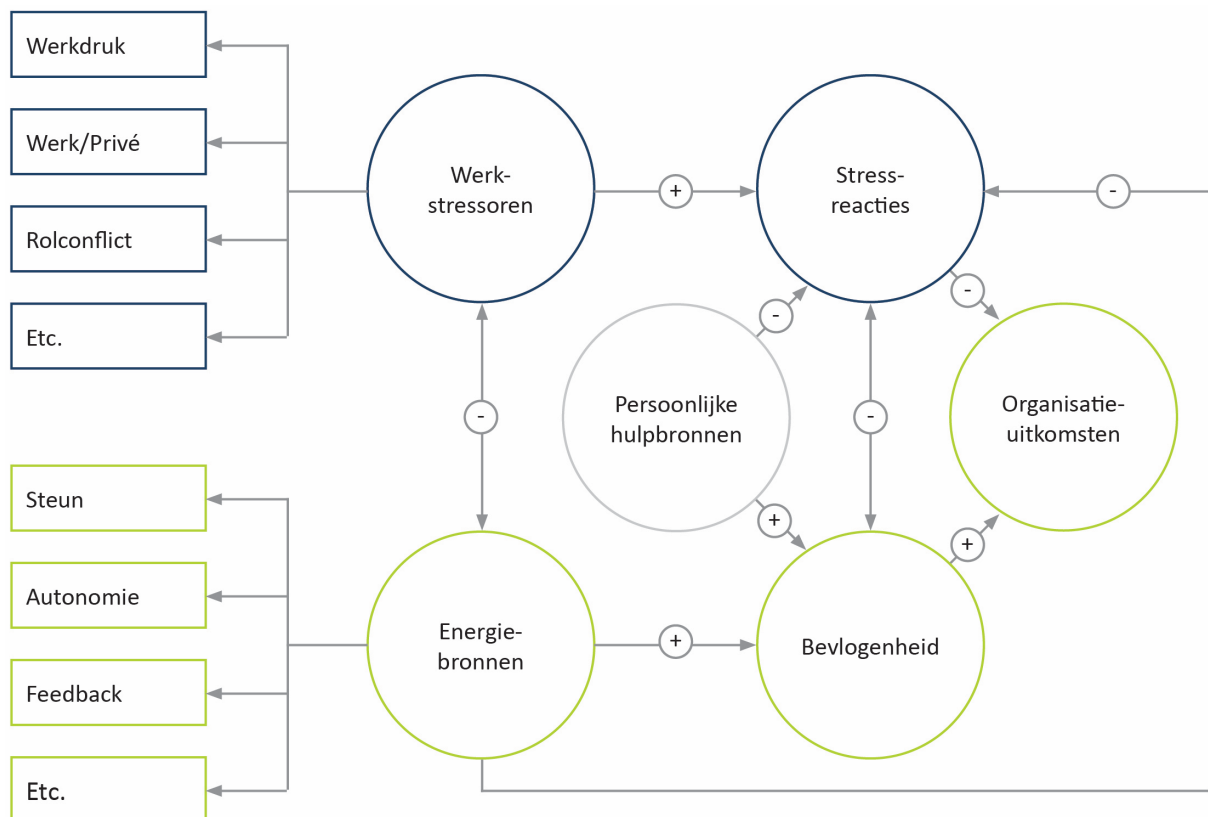 Werkdruk
Werk/Privé
Rolconflict
Etc.
Werk-
stressoren
+
Stress-
reacties
-
-
-
Persoonlijke
hulpbronnen
-
-
Organisatie-
uitkomsten
+
+
Steun
Autonomie
Feedback
Etc.
Energie-
bronnen
+
Bevlogenheid